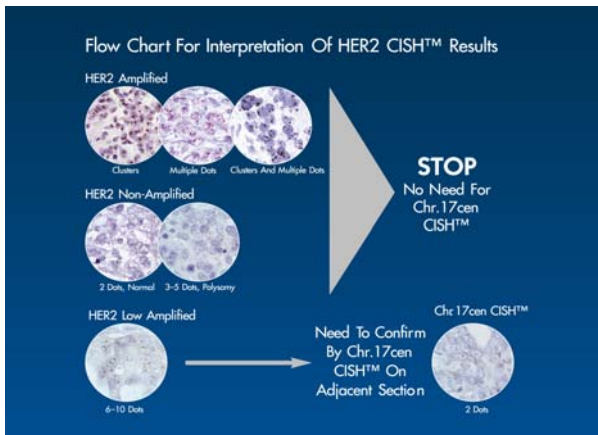 Flow Chart For Interpretation Of HER2 CISH™ Results
HER2 Amplified
Clusters
Multiple Dots
Clusters And Multiple Dots
STOP
No Need For
Chr.17cen
CISH™
HER2 Non-Amplified
2 Dots, Normal
3–5 Dots, Polysomy
HER2 Low Amplified
6–10 Dots
Need To Confirm
By Chr.17cen
CISH™ On
Adjacent Section
Chr.17cen CISH™
2 Dots